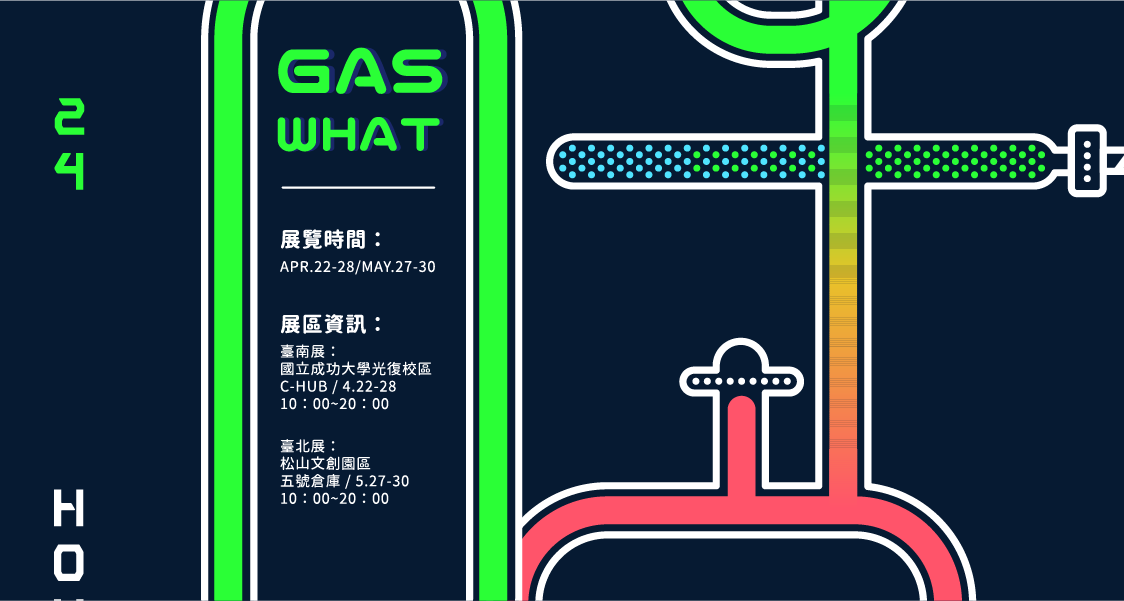 24
HO
GAS
WHAT
展覽時間：
APR.22-28/MAY.27-30
展區資訊：
臺南展：
國立成功大學光復校區
C-HUB / 4.22-28
10：00~20：00
臺北展：
松山文創園區
五號倉庫 / 5.27-30
10：00~20：00